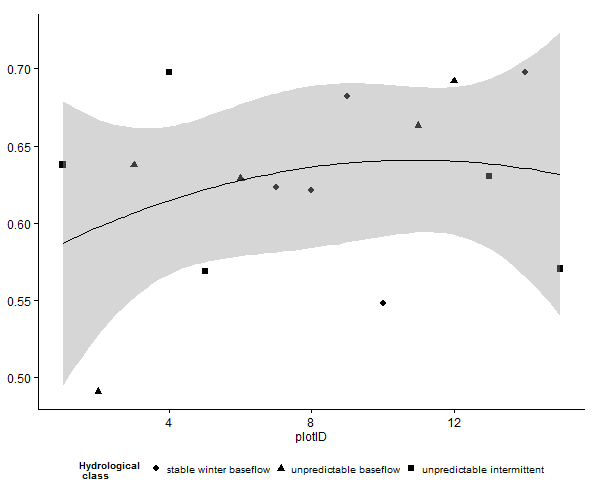 0.70
0.65
0.60
0.55
0.50
4 8 12
plotID
Hydrological
class
stable winter baseflow unpredictable baseflow unpredictable intermittent